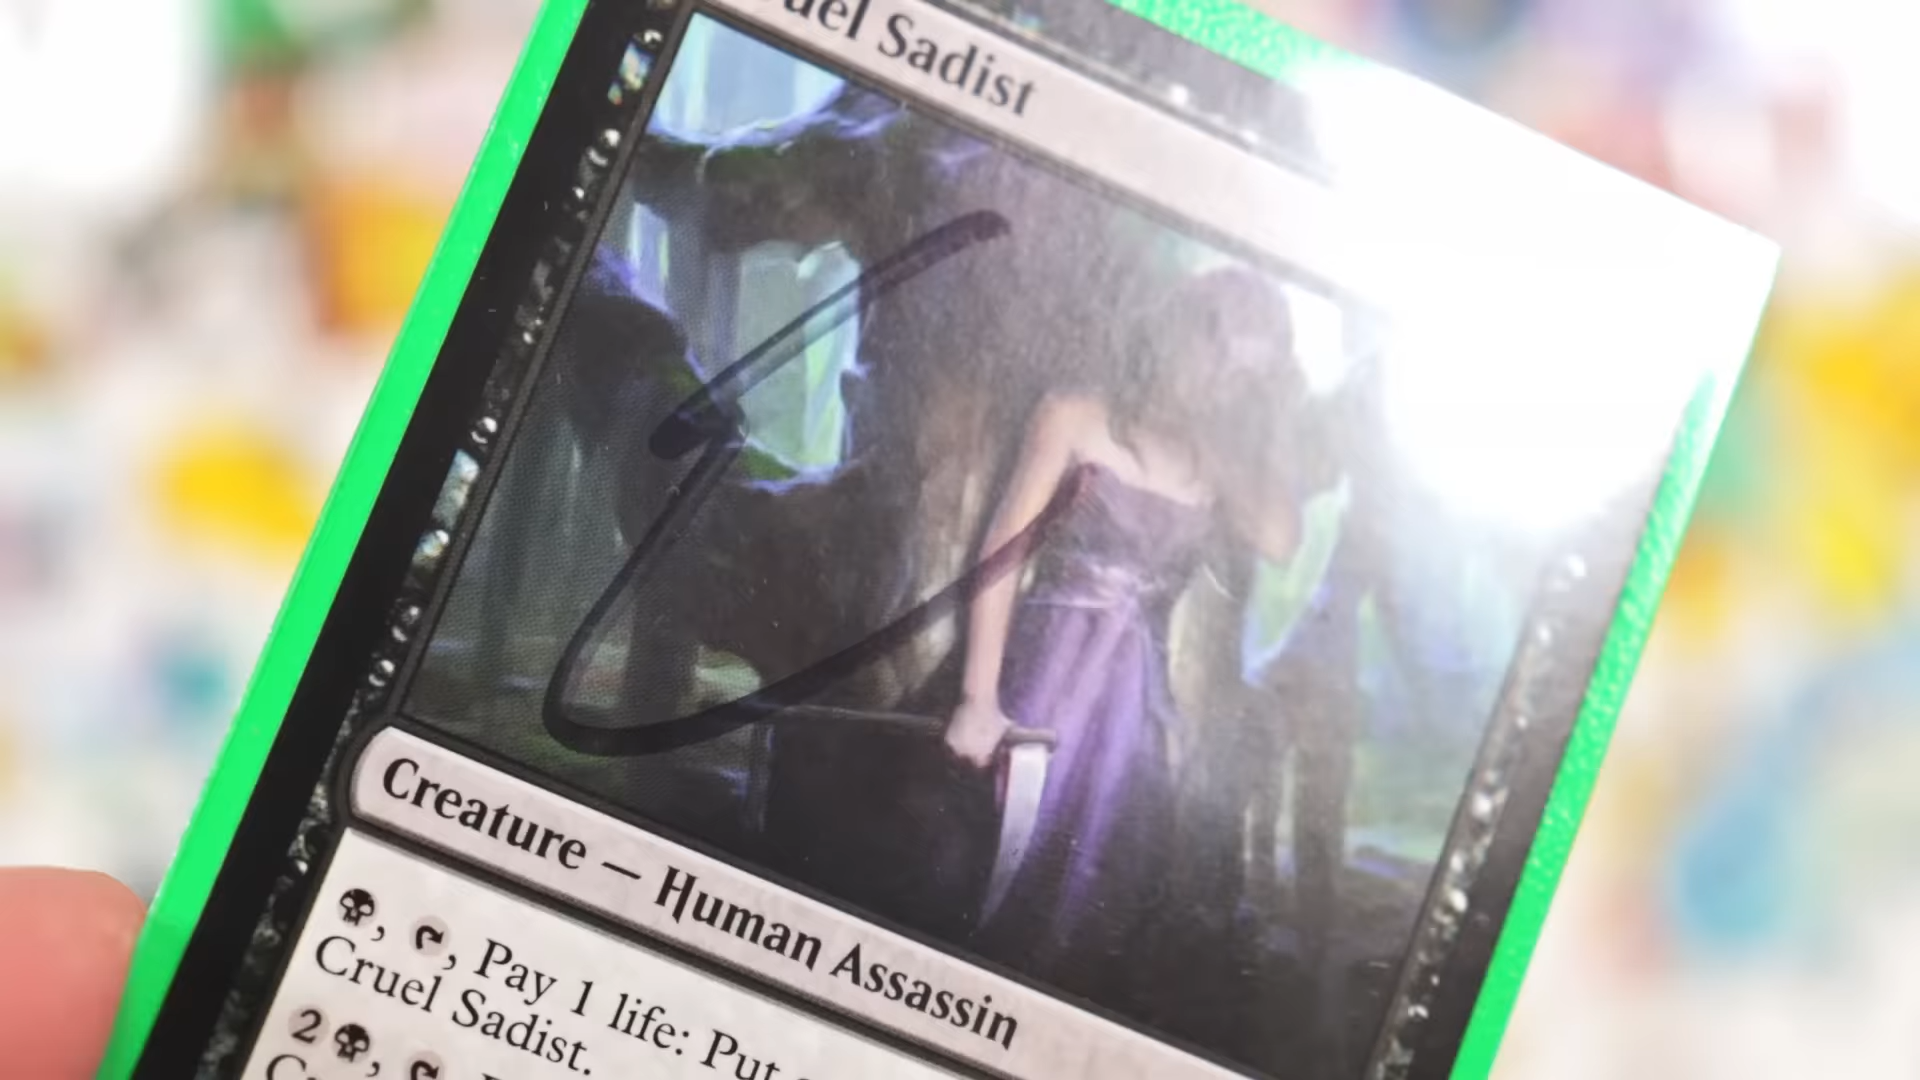 uel Sadist
Creature — Human Assassin
, , Pay 1 life: Put
Cruel Sadist.
2 ,